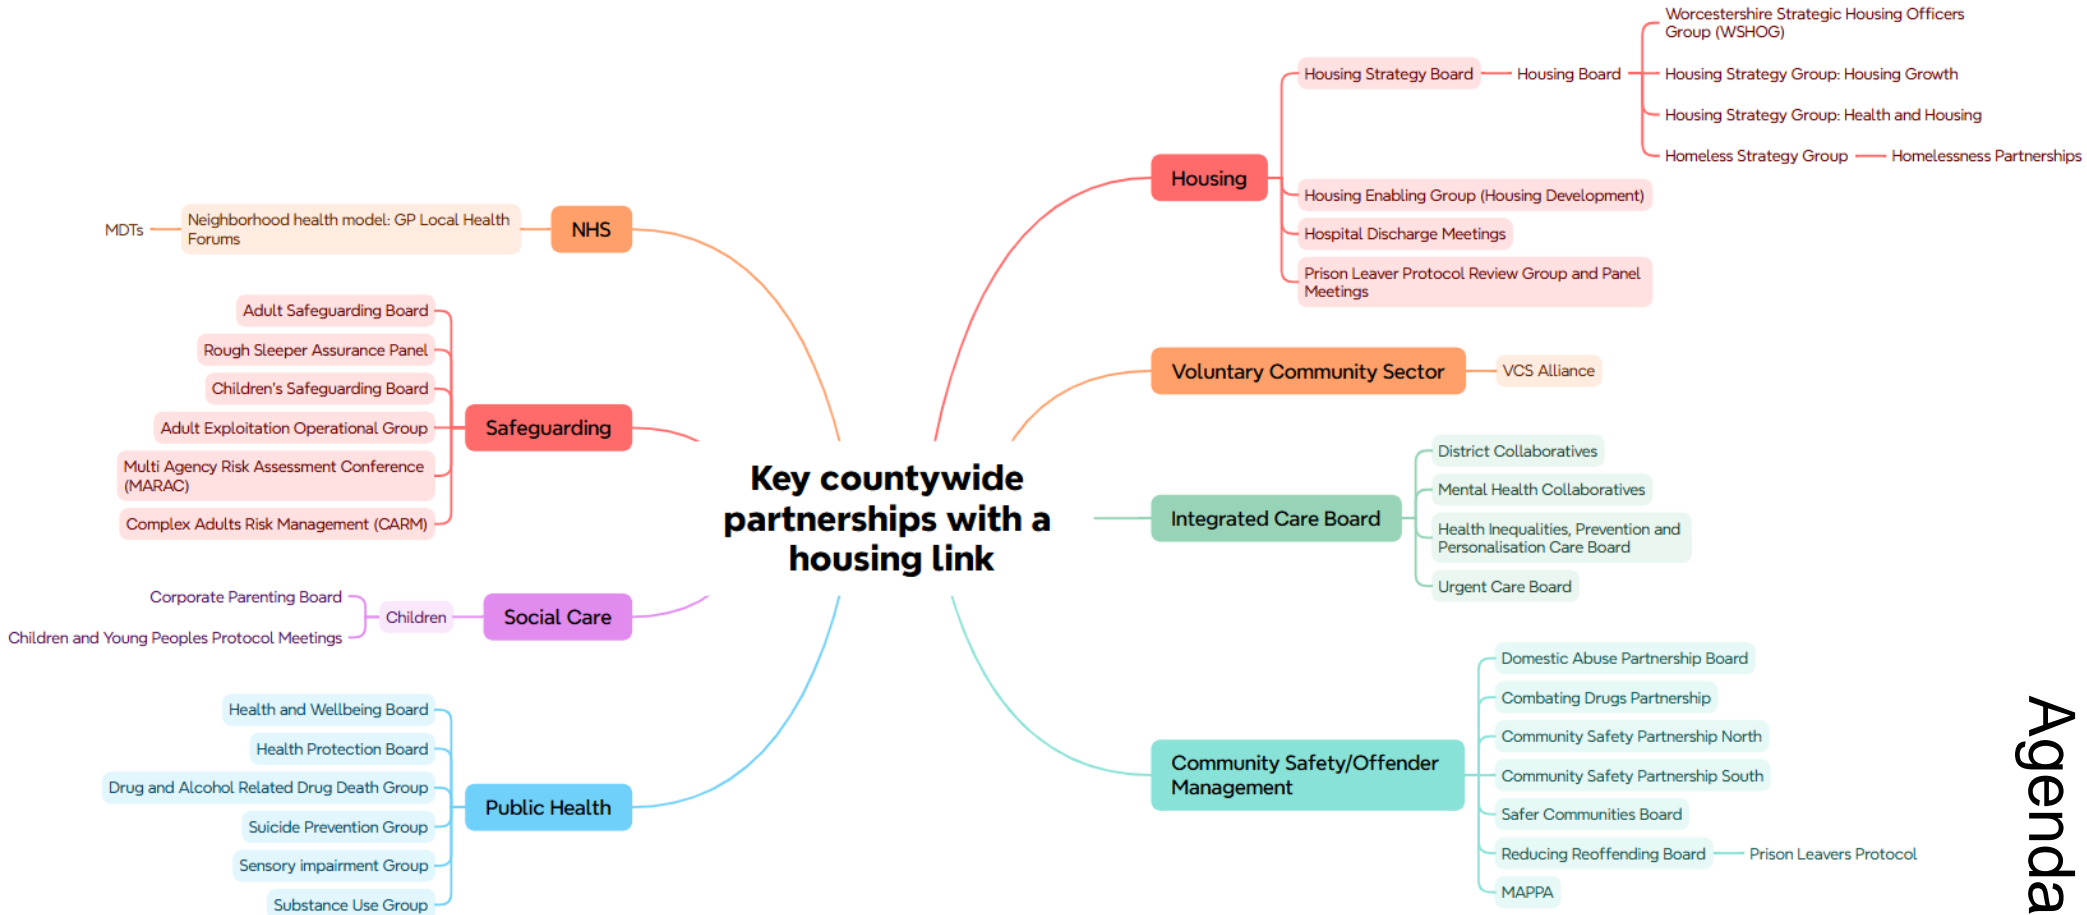 Key countywide
partnerships with a
housing link
Housing
Housing Strategy Board
Housing Board
Worcestershire Strategic Housing Officers
Group (WSHOG)
Housing Strategy Group: Housing Growth
Housing Strategy Group: Health and Housing
Homeless Strategy Group
Homelessness Partnerships
Housing Enabling Group (Housing Development)
Hospital Discharge Meetings
Prison Leaver Protocol Review Group and Panel
Meetings
Voluntary Community Sector
VCS Alliance
Integrated Care Board
District Collaboratives
Mental Health Collaboratives
Health Inequalities, Prevention and
Personalisation Care Board
Urgent Care Board
Community Safety/Offender
Management
Domestic Abuse Partnership Board
Combating Drugs Partnership
Community Safety Partnership North
Community Safety Partnership South
Safer Communities Board
Reducing Reoffending Board
Prison Leavers Protocol
MAPPA
NHS
Neighborhood health model: GP Local Health
Forums
MDTs
Safeguarding
Adult Safeguarding Board
Rough Sleeper Assurance Panel
Children's Safeguarding Board
Adult Exploitation Operational Group
Multi Agency Risk Assessment Conference
(MARAC)
Complex Adults Risk Management (CARM)
Social Care
Children
Corporate Parenting Board
Children and Young Peoples Protocol Meetings
Public Health
Health and Wellbeing Board
Health Protection Board
Drug and Alcohol Related Drug Death Group
Suicide Prevention Group
Sensory impairment Group
Substance Use Group
Agenda